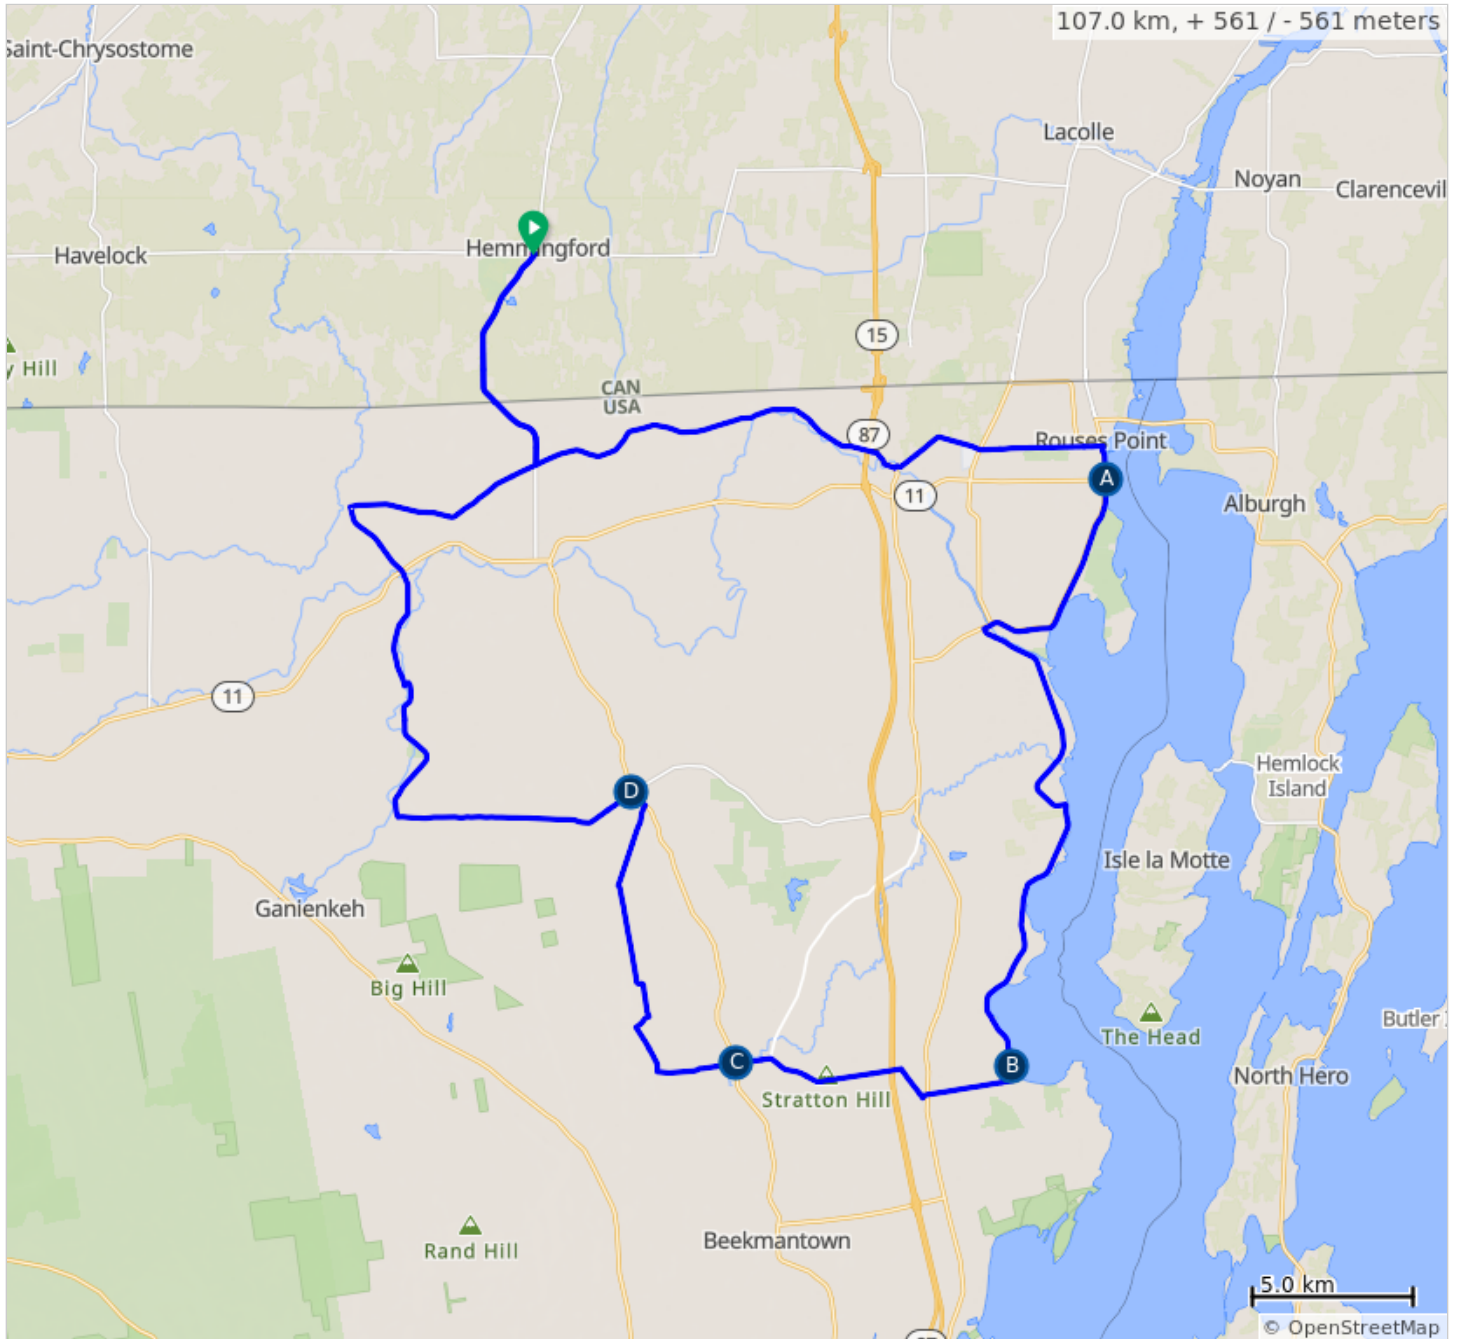 107.0 km, + 561 / - 561 meters
Saint-Chrysostome
Lacolle
Noyan
Clarencevil
Havelock
Hemmingford
15
y Hill
CAN
USA
87
Rouses Point
A
11
Alburgh
11
Hemlock
Island
D
Isle la Motte
Ganienkeh
Big Hill
Butler
The Head
C
B
North Hero
Stratton Hill
Beekmantown
Rand Hill
5.0 km
© OpenStreetMap